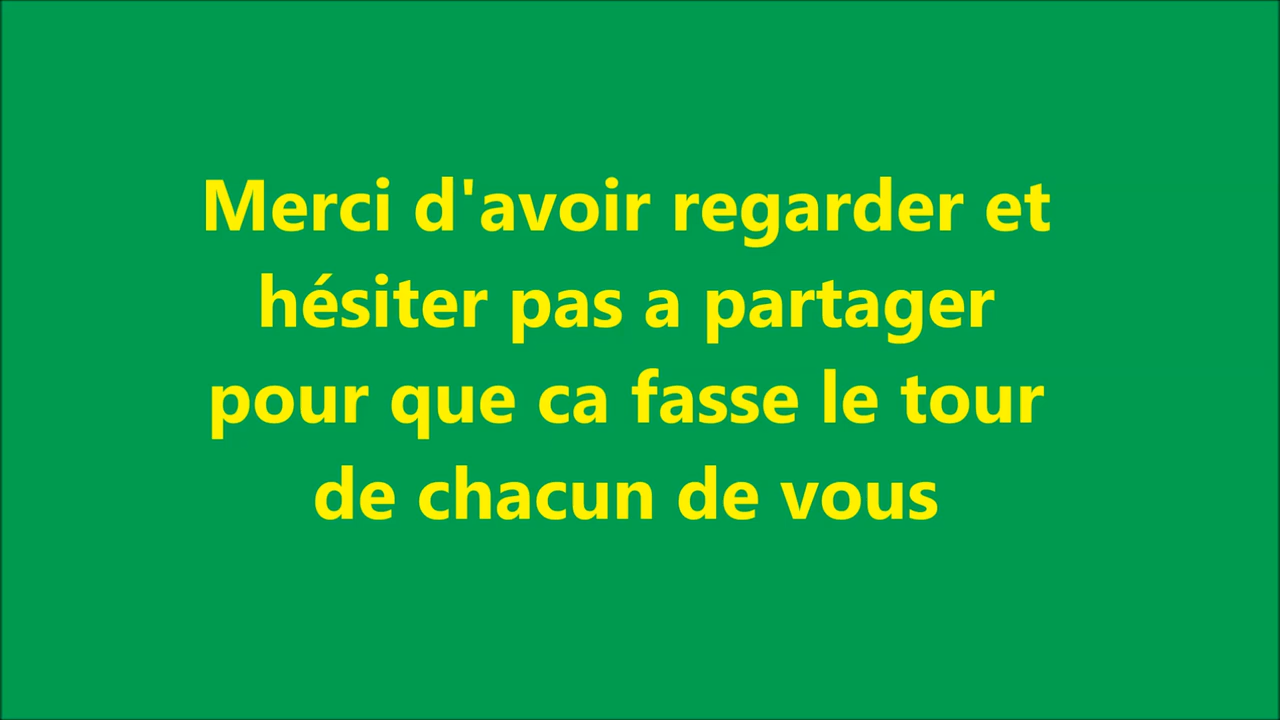 Merci d'avoir regarder et
hésiter pas a partager
pour que ca fasse le tour
de chacun de vous